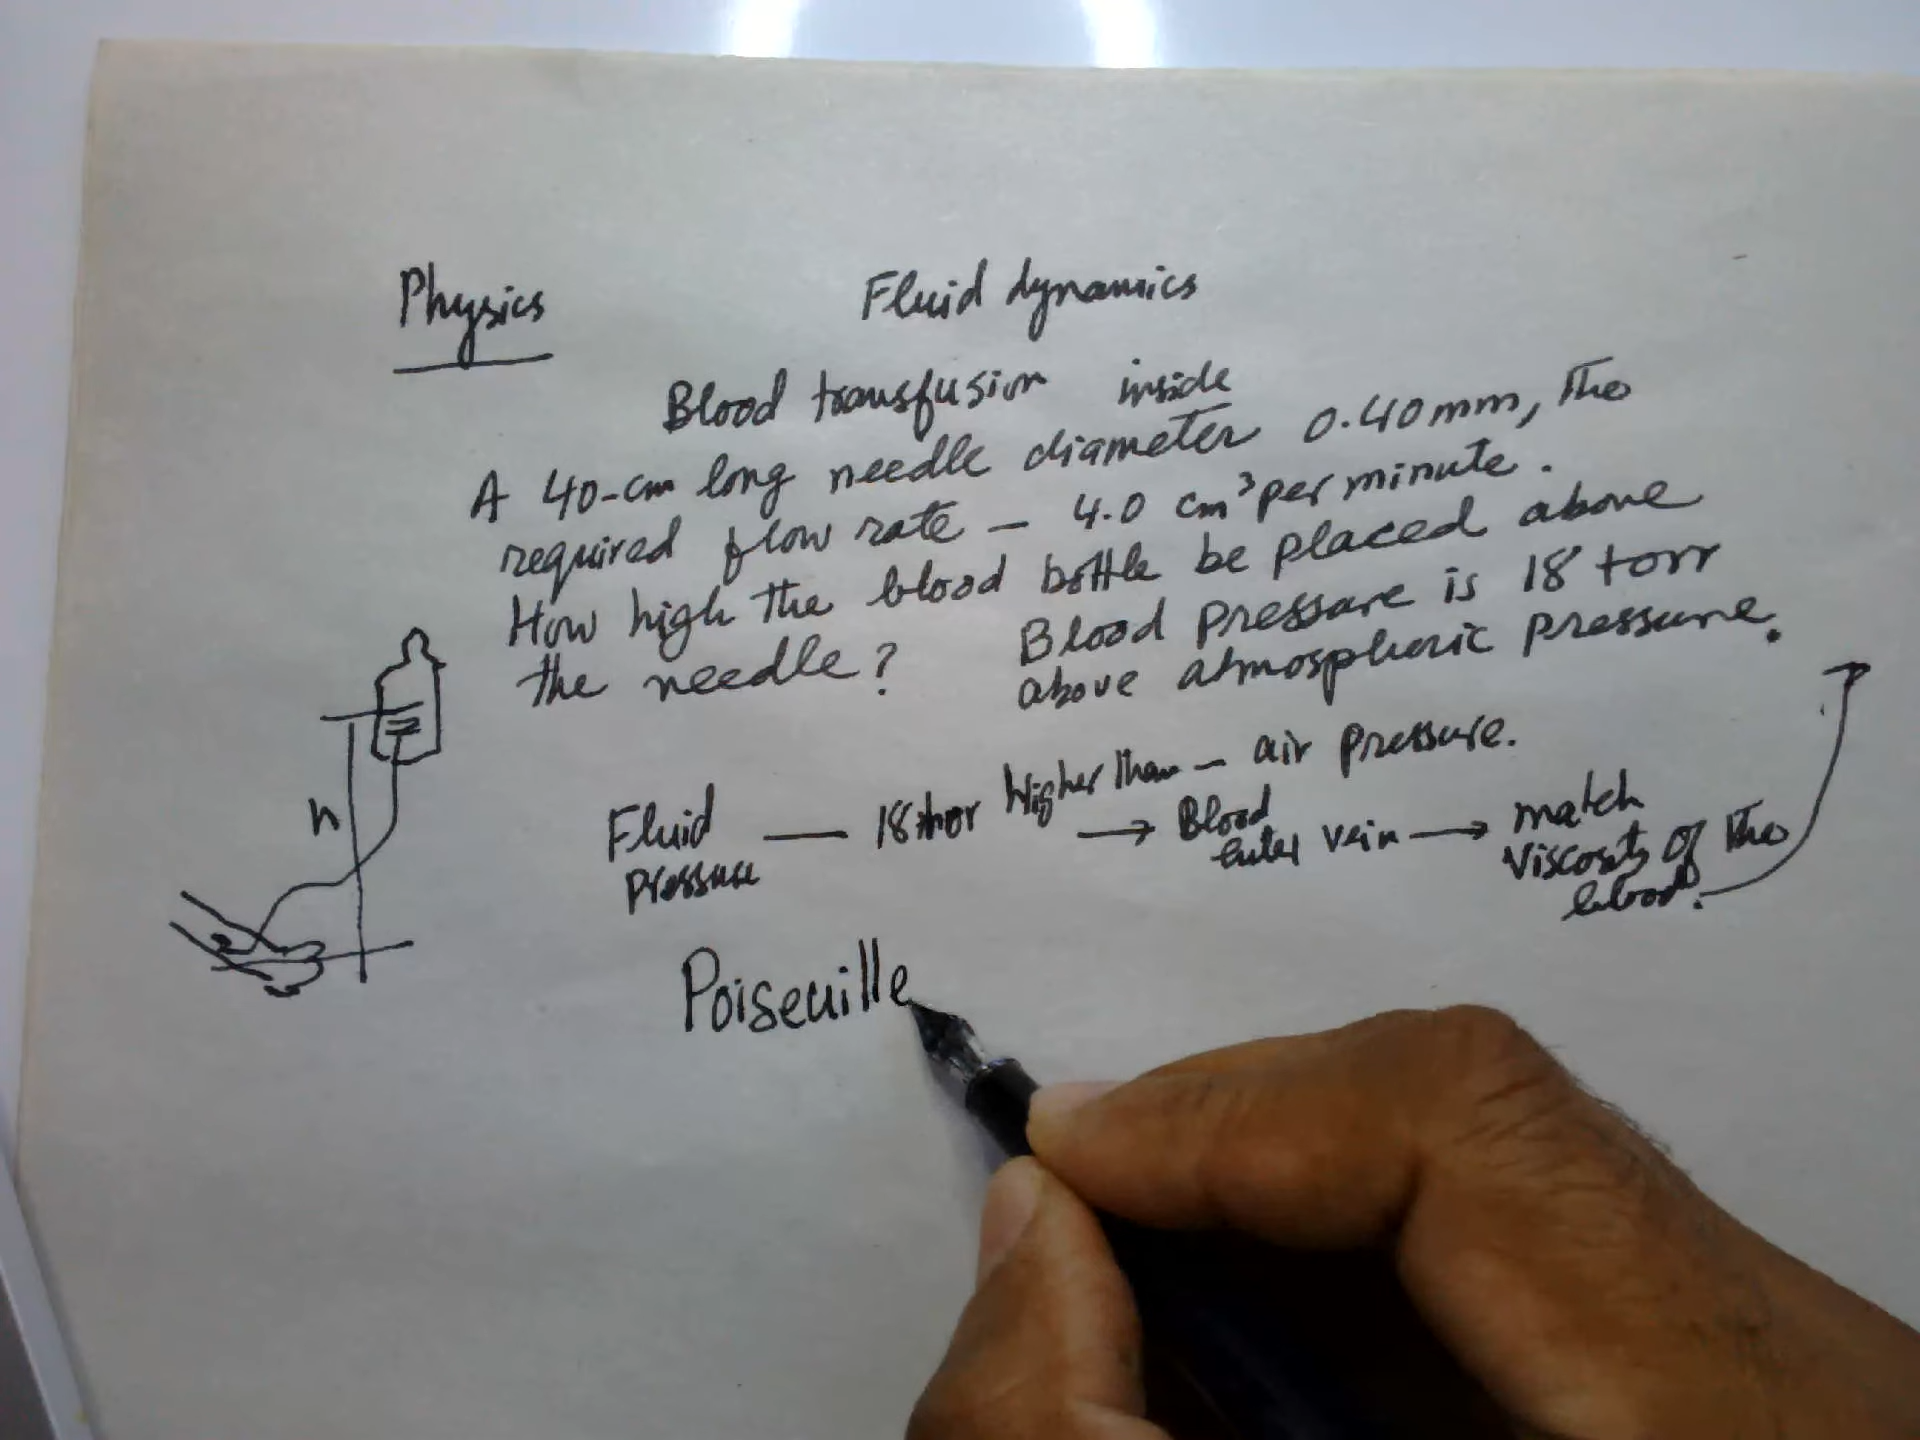 Physics
Fluid dynamics
Blood transfusion
inside
A 40-cm long needle diameter 0.40mm, The
required flow rate - 4.0 cm³ per minute.
How high the blood bottle be placed above
the needle? Blood pressure is 18 torr
above atmospheric pressure.
h
Fluid pressure — 18 torr Higher than - air pressure.
→ Blood enter vein → match viscosity of The blood.
Poiseuille